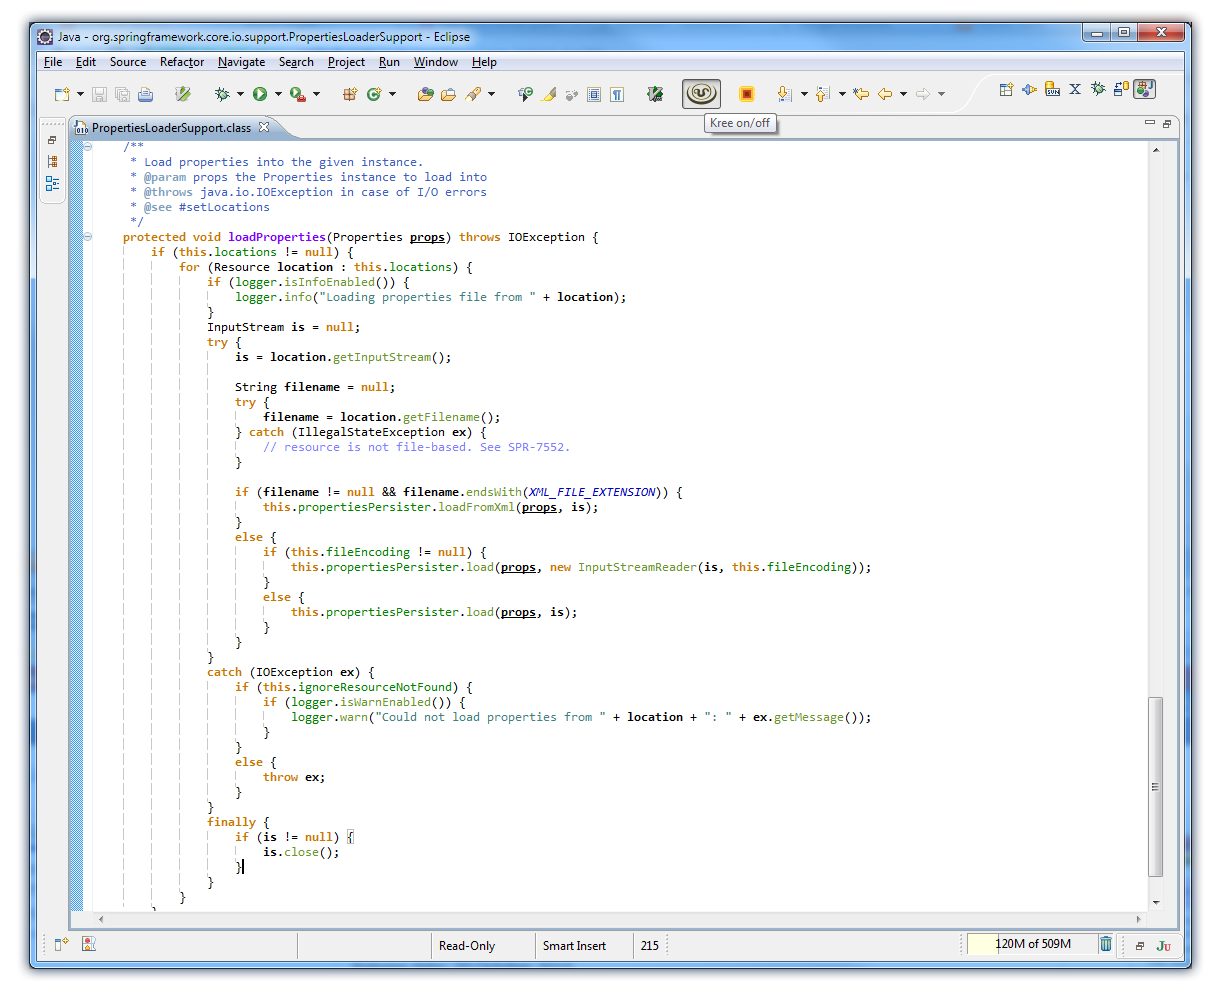 Java - org.springframework.core.io.support.PropertiesLoaderSupport - Eclipse
File Edit Source Refactor Navigate Search Project Run Window Help
SVN X J
Kree on/off
010 PropertiesLoaderSupport.class
/**
 * Load properties into the given instance.
 * @param props the Properties instance to load into
 * @throws java.io.IOException in case of I/O errors
 * @see #setLocations
 */
protected void loadProperties(Properties props) throws IOException {
    if (this.locations != null) {
        for (Resource location : this.locations) {
            if (logger.isInfoEnabled()) {
                logger.info("Loading properties file from " + location);
            }
            InputStream is = null;
            try {
                is = location.getInputStream();
                String filename = null;
                try {
                    filename = location.getFilename();
                } catch (IllegalStateException ex) {
                    // resource is not file-based. See SPR-7552.
                }
                if (filename != null && filename.endsWith(XML_FILE_EXTENSION)) {
                    this.propertiesPersister.loadFromXml(props, is);
                }
                else {
                    if (this.fileEncoding != null) {
                        this.propertiesPersister.load(props, new InputStreamReader(is, this.fileEncoding));
                    }
                    else {
                        this.propertiesPersister.load(props, is);
                    }
                }
            }
            catch (IOException ex) {
                if (this.ignoreResourceNotFound) {
                    if (logger.isWarnEnabled()) {
                        logger.warn("Could not load properties from " + location + ": " + ex.getMessage());
                    }
                }
                else {
                    throw ex;
                }
            }
            finally {
                if (is != null) {
                    is.close();
                }
            }
        }
Read-Only Smart Insert 215 120M of 509M JU